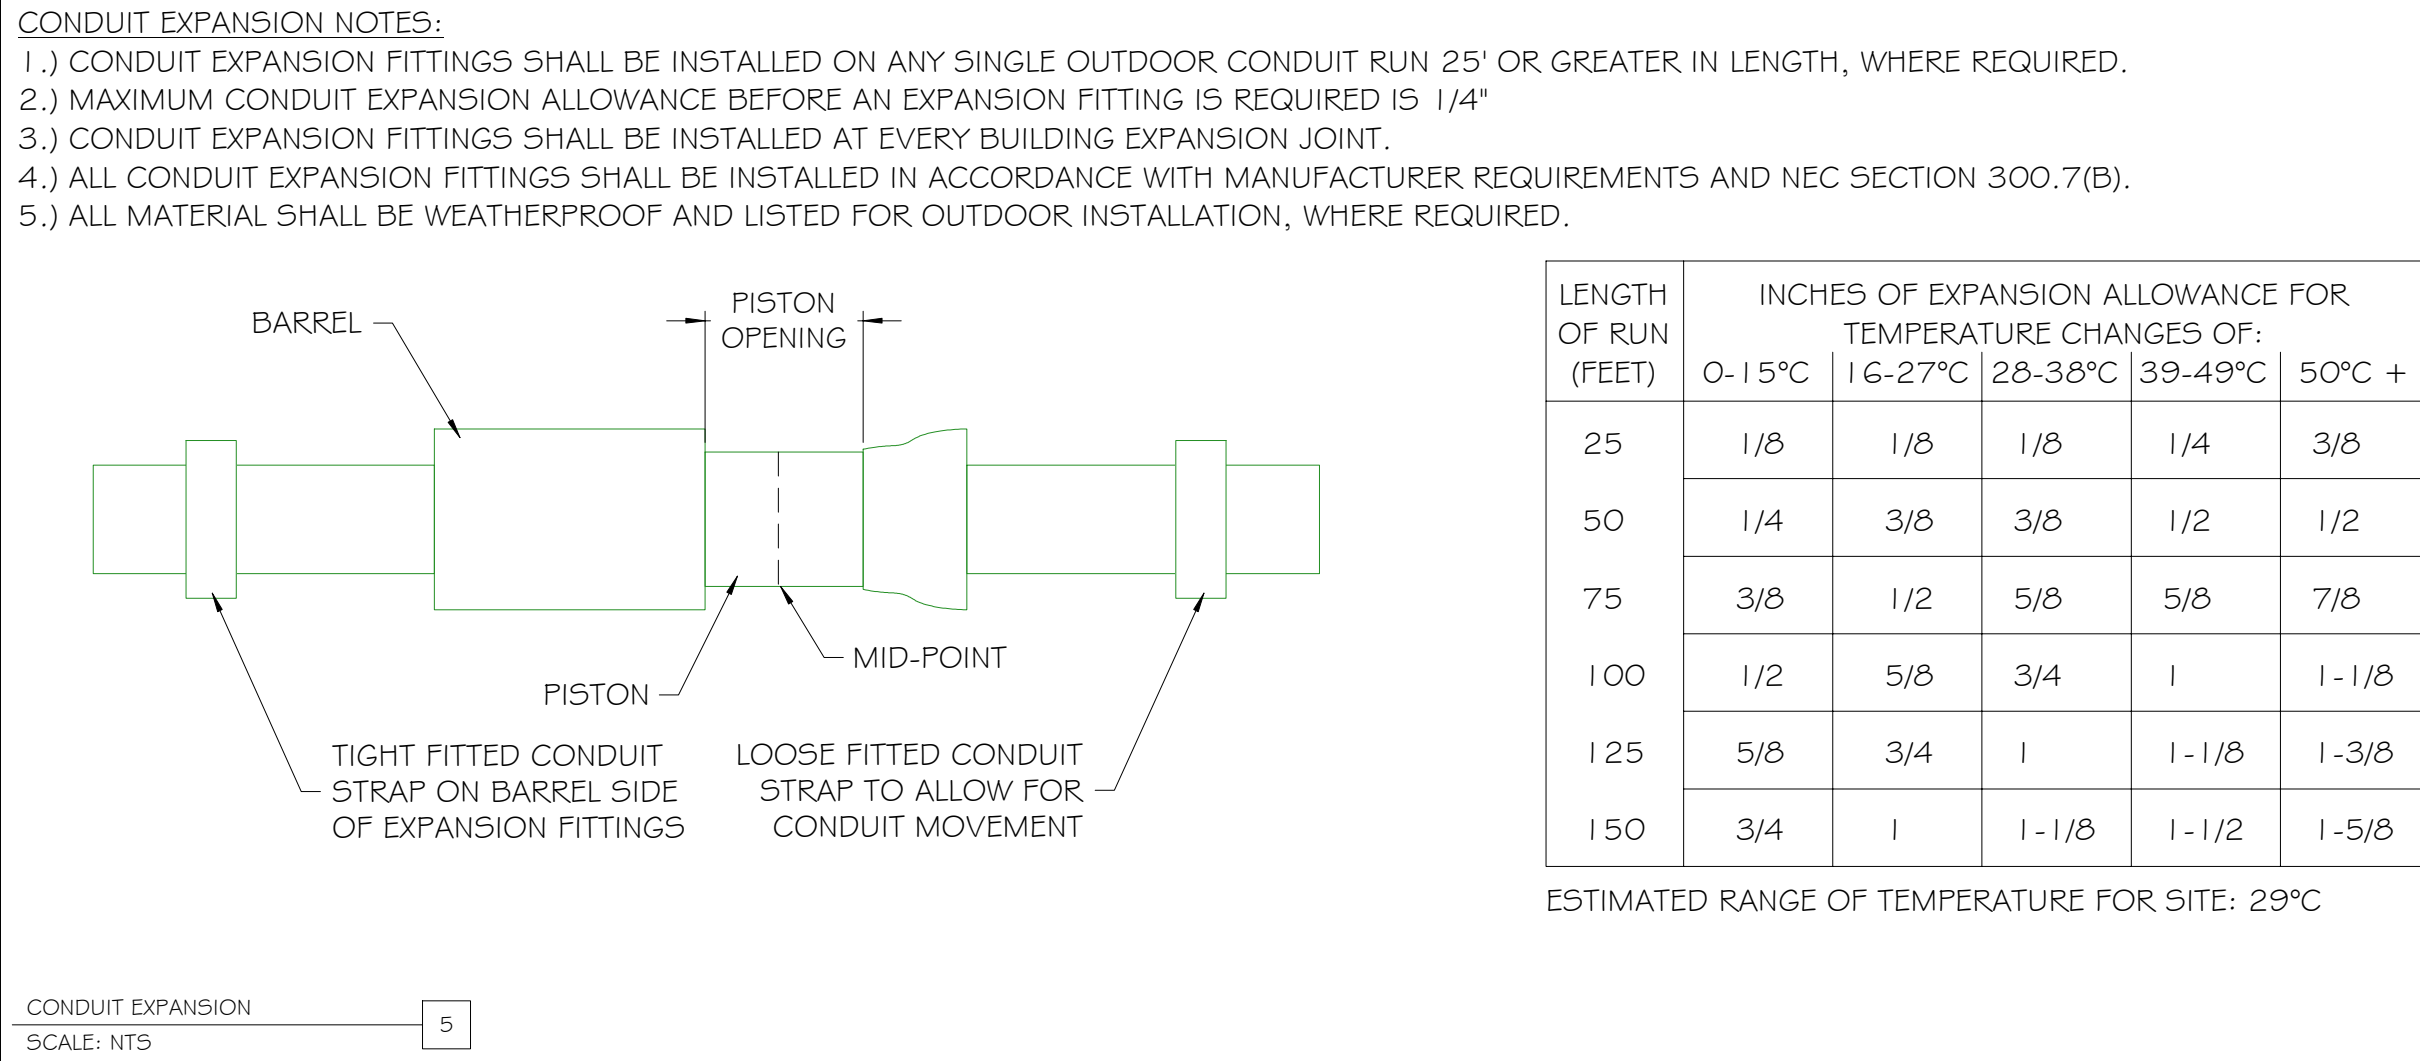 CONDUIT EXPANSION NOTES:
1.) CONDUIT EXPANSION FITTINGS SHALL BE INSTALLED ON ANY SINGLE OUTDOOR CONDUIT RUN 25' OR GREATER IN LENGTH, WHERE REQUIRED.
2.) MAXIMUM CONDUIT EXPANSION ALLOWANCE BEFORE AN EXPANSION FITTING IS REQUIRED IS 1/4"
3.) CONDUIT EXPANSION FITTINGS SHALL BE INSTALLED AT EVERY BUILDING EXPANSION JOINT.
4.) ALL CONDUIT EXPANSION FITTINGS SHALL BE INSTALLED IN ACCORDANCE WITH MANUFACTURER REQUIREMENTS AND NEC SECTION 300.7(B).
5.) ALL MATERIAL SHALL BE WEATHERPROOF AND LISTED FOR OUTDOOR INSTALLATION, WHERE REQUIRED.
BARREL
PISTON
OPENING
MID-POINT
PISTON
TIGHT FITTED CONDUIT
STRAP ON BARREL SIDE
OF EXPANSION FITTINGS
LOOSE FITTED CONDUIT
STRAP TO ALLOW FOR
CONDUIT MOVEMENT
LENGTH
OF RUN
(FEET)
INCHES OF EXPANSION ALLOWANCE FOR
TEMPERATURE CHANGES OF:
0-15°C 16-27°C 28-38°C 39-49°C 50°C +
25 1/8 1/8 1/8 1/4 3/8
50 1/4 3/8 3/8 1/2 1/2
75 3/8 1/2 5/8 5/8 7/8
100 1/2 5/8 3/4 1 1-1/8
125 5/8 3/4 1 1-1/8 1-3/8
150 3/4 1 1-1/8 1-1/2 1-5/8
ESTIMATED RANGE OF TEMPERATURE FOR SITE: 29°C
CONDUIT EXPANSION
5
SCALE: NTS